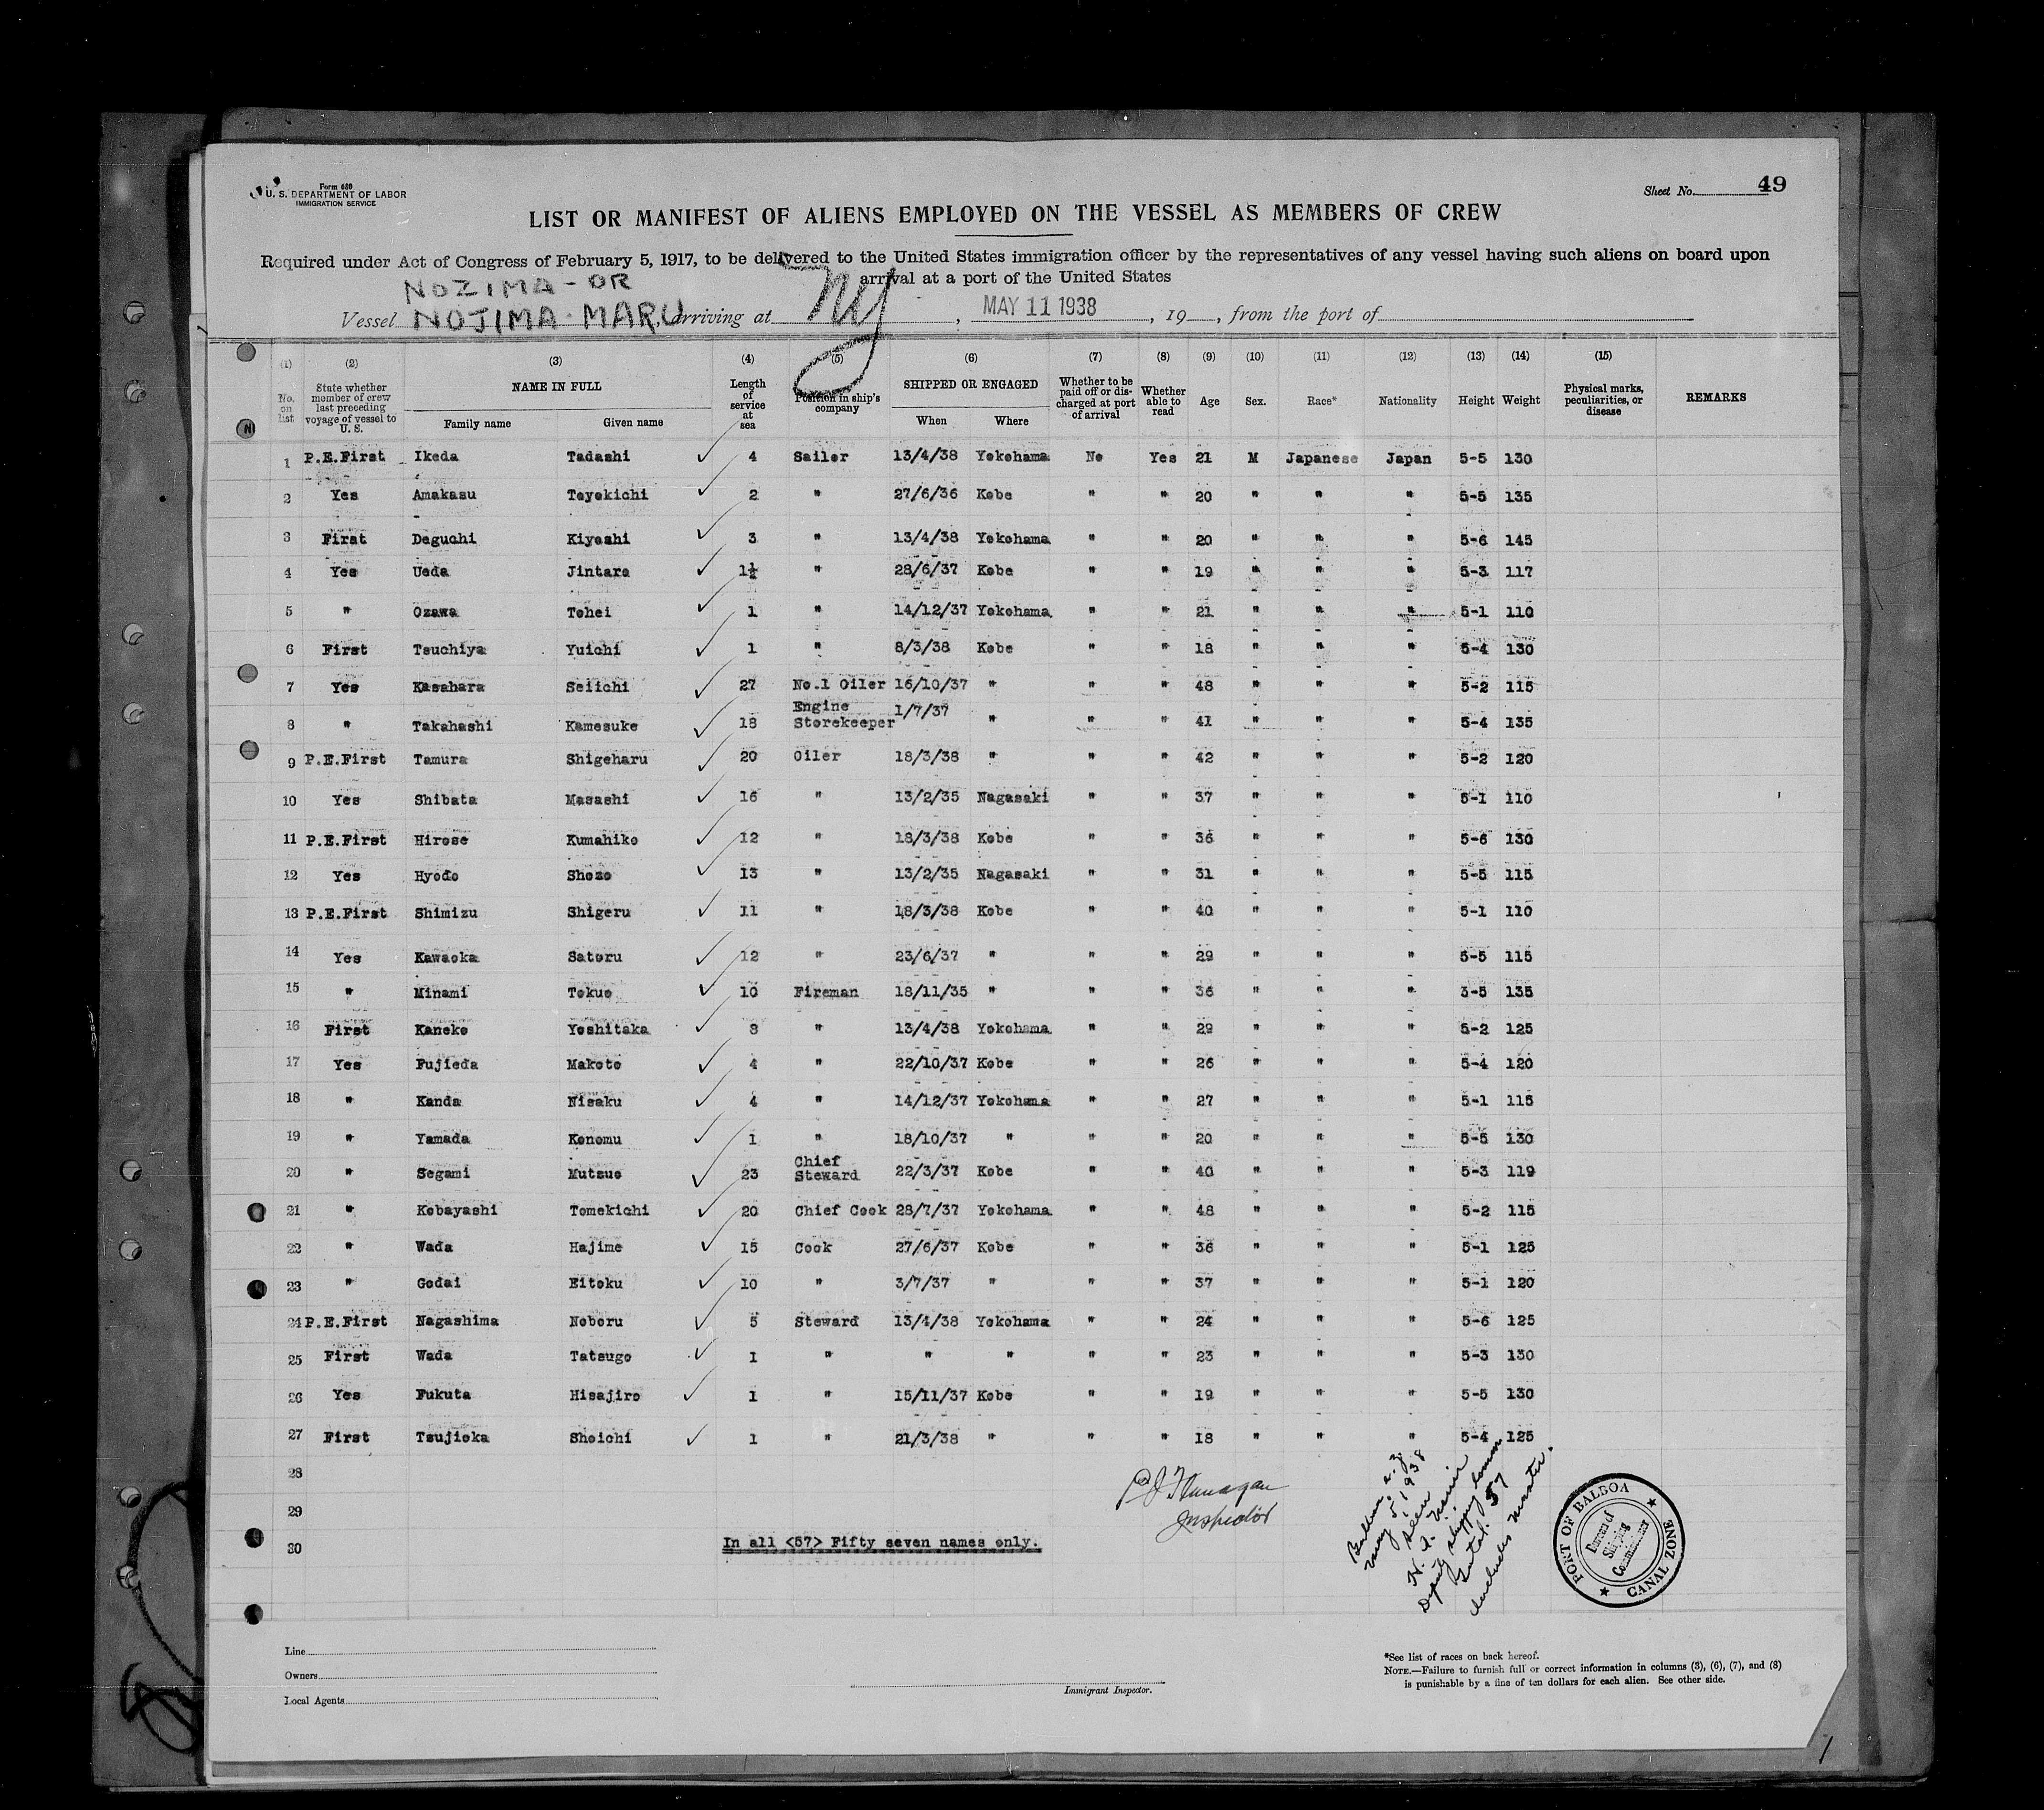 Form 680
U. S. DEPARTMENT OF LABOR
IMMIGRATION SERVICE
Sheet No. 49
LIST OR MANIFEST OF ALIENS EMPLOYED ON THE VESSEL AS MEMBERS OF CREW
Required under Act of Congress of February 5, 1917, to be delivered to the United States immigration officer by the representatives of any vessel having such aliens on board upon
arrival at a port of the United States
NOZIMA - OR
Vessel NOJIMA MARU, arriving at NY, MAY 11 1938, 19__, from the port of
(1) (2) (3) (4) (5) (6) (7) (8) (9) (10) (11) (12) (13) (14) (15)
No. on list State whether member of crew last preceding voyage of vessel to U. S. NAME IN FULL Family name Given name Length of service at sea Position in ship's company SHIPPED OR ENGAGED When Where Whether to be paid off or discharged at port of arrival Whether able to read Age Sex. Race* Nationality Height Weight Physical marks, peculiarities, or disease REMARKS
1 P.E.First Ikeda Tadashi ✓ 4 Sailor 13/4/38 Yokohama No Yes 21 M Japanese Japan 5-5 130
2 Yes Amakasu Toyokichi ✓ 2 " 27/6/36 Kobe " " 20 " " " 5-5 135
3 First Deguchi Kiyoshi ✓ 3 " 13/4/38 Yokohama " " 20 " " " 5-6 145
4 Yes Ueda Jintaro ✓ 1½ " 28/6/37 Kobe " " 19 " " " 5-3 117
5 " Ozawa Tohei ✓ 1 " 14/12/37 Yokohama " " 21 " " " 5-1 110
6 First Tsuchiya Yuichi ✓ 1 " 8/3/38 Kobe " " 18 " " " 5-4 130
7 Yes Kasahara Seiichi ✓ 27 No.1 Oiler 16/10/37 " " " 48 " " " 5-2 115
8 " Takahashi Kamesuke ✓ 18 Engine Storekeeper 1/7/37 " " " 41 " " " 5-4 135
9 P.E.First Tamura Shigeharu ✓ 20 Oiler 18/3/38 " " " 42 " " " 5-2 120
10 Yes Shibata Masashi ✓ 16 " 13/2/35 Nagasaki " " 37 " " " 5-1 110
11 P.E.First Hirose Kumahiko ✓ 12 " 18/3/38 Kobe " " 36 " " " 5-6 130
12 Yes Hyodo Shozo ✓ 13 " 13/2/35 Nagasaki " " 31 " " " 5-5 115
13 P.E.First Shimizu Shigeru ✓ 11 " 18/3/38 Kobe " " 40 " " " 5-1 110
14 Yes Kawaoka Satoru ✓ 12 " 23/6/37 " " " 29 " " " 5-5 115
15 " Minami Tokuo ✓ 10 Fireman 18/11/35 " " " 36 " " " 5-5 135
16 First Kaneko Yoshitaka ✓ 8 " 13/4/38 Yokohama " " 29 " " " 5-2 125
17 Yes Fujieda Makoto ✓ 4 " 22/10/37 Kobe " " 26 " " " 5-4 120
18 " Kanda Nisaku ✓ 4 " 14/12/37 Yokohama " " 27 " " " 5-1 115
19 " Yamada Konomu ✓ 1 " 18/10/37 " " " 20 " " " 5-5 130
20 " Segami Mutsuo ✓ 23 Chief Steward 22/3/37 Kobe " " 40 " " " 5-3 119
21 " Kobayashi Tomekichi ✓ 20 Chief Cook 28/7/37 Yokohama " " 48 " " " 5-2 115
22 " Wada Hajime ✓ 15 Cook 27/6/37 Kobe " " 36 " " " 5-1 125
23 " Godai Eitoku ✓ 10 " 3/7/37 " " " 37 " " " 5-1 120
24 P.E.First Nagashima Noboru ✓ 5 Steward 13/4/38 Yokohama " " 24 " " " 5-6 125
25 First Wada Tatsugo ✓ 1 " " " " " 23 " " " 5-3 130
26 Yes Fukuta Hisajiro ✓ 1 " 15/11/37 Kobe " " 19 " " " 5-5 130
27 First Tsujioka Shoichi ✓ 1 " 21/3/38 " " " 18 " " " 5-4 125
28
29
30
In all <57> Fifty seven names only.
P J Flanagan
Inspector
Balboa, C. Z.
May 5, 1938
Seen
H. A.
Deputy Shipping Comm
Total 57
Includes Master.
PORT OF BALBOA
CANAL ZONE
Bureau of
Shipping
Commissioner
Line
Owners
Local Agents
Immigrant Inspector.
*See list of races on back hereof.
NOTE.—Failure to furnish full or correct information in columns (3), (6), (7), and (8)
is punishable by a fine of ten dollars for each alien. See other side.